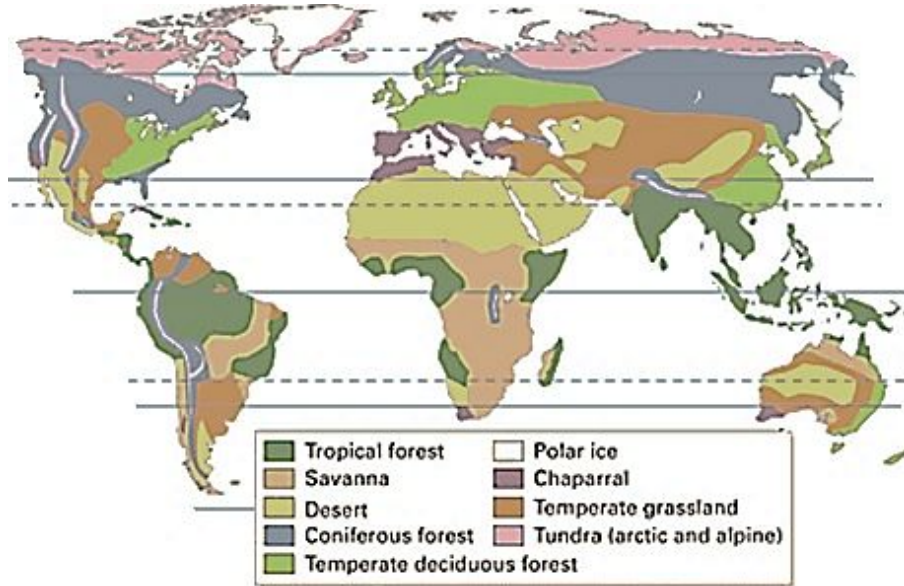 Tropical forest
Savanna
Desert
Coniferous forest
Temperate deciduous forest
Polar ice
Chaparral
Temperate grassland
Tundra (arctic and alpine)